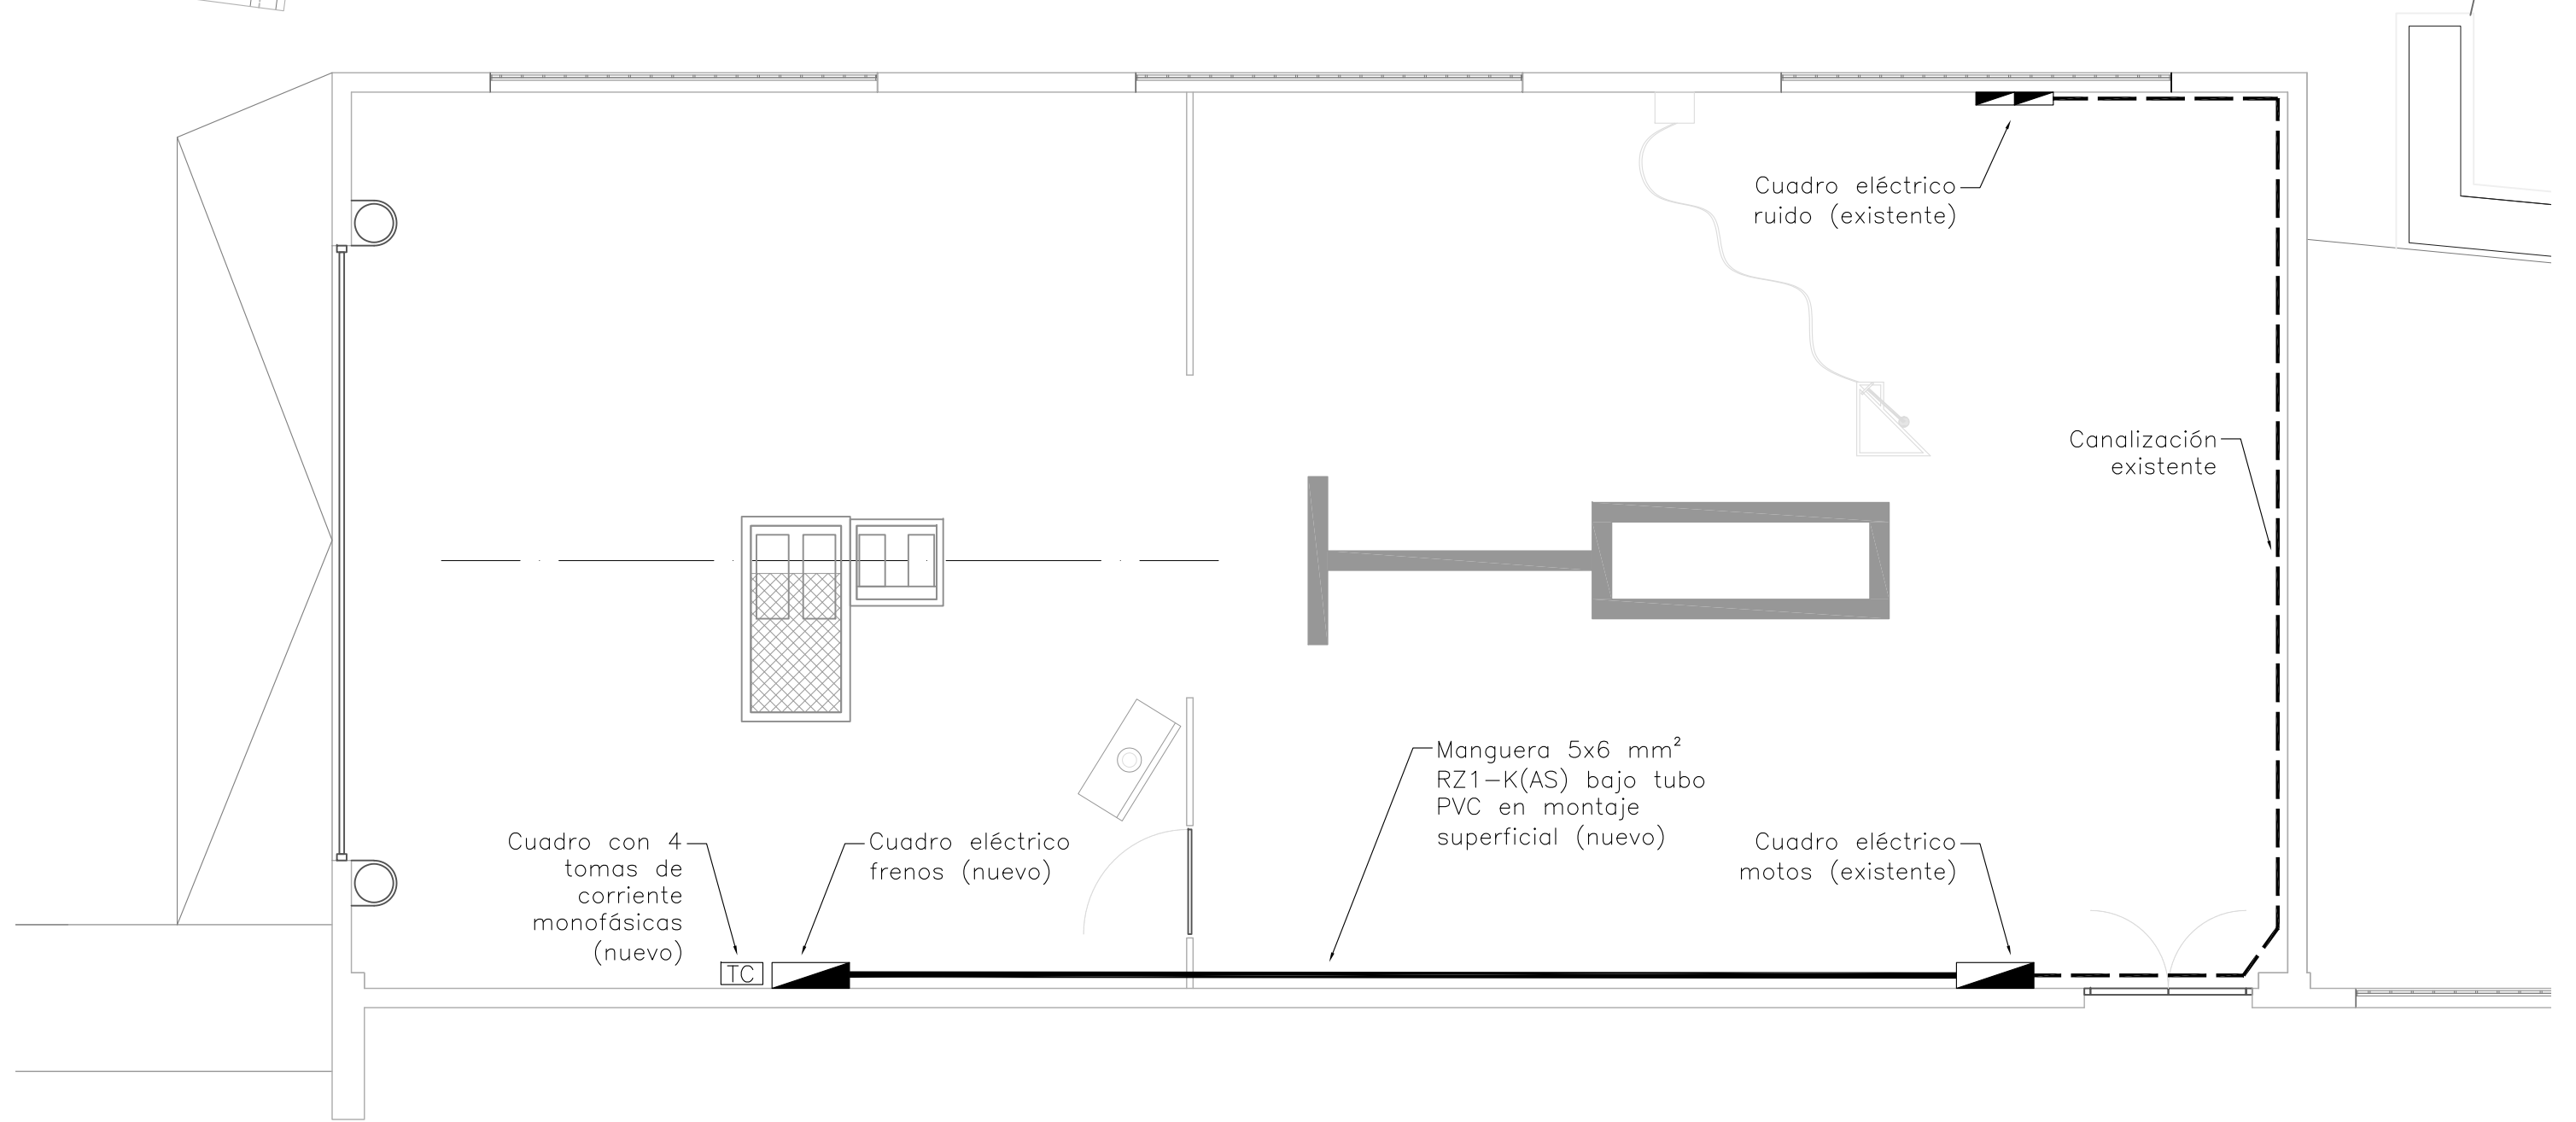 Cuadro eléctrico
ruido (existente)
Canalización
existente
Manguera 5x6 mm²
RZ1-K(AS) bajo tubo
PVC en montaje
superficial (nuevo)
Cuadro con 4
tomas de
corriente
monofásicas
(nuevo)
Cuadro eléctrico
frenos (nuevo)
Cuadro eléctrico
motos (existente)
TC